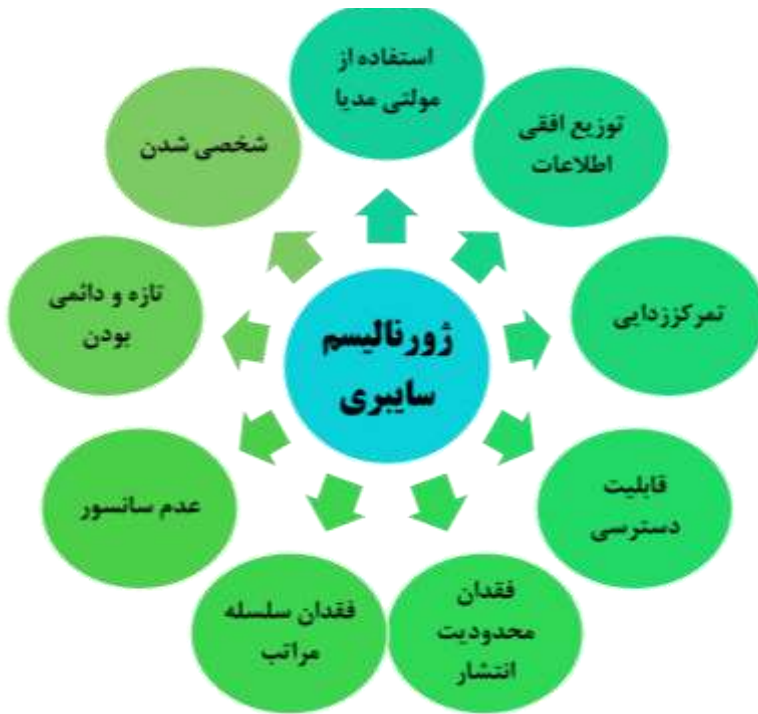 ژورنالیسم
سایبری
استفاده از
مولتی مدیا
توزیع افقی
اطلاعات
تمرکززدایی
قابلیت
دسترسی
فقدان
محدودیت
انتشار
فقدان سلسله
مراتب
عدم سانسور
تازه و دائمی
بودن
شخصی شدن